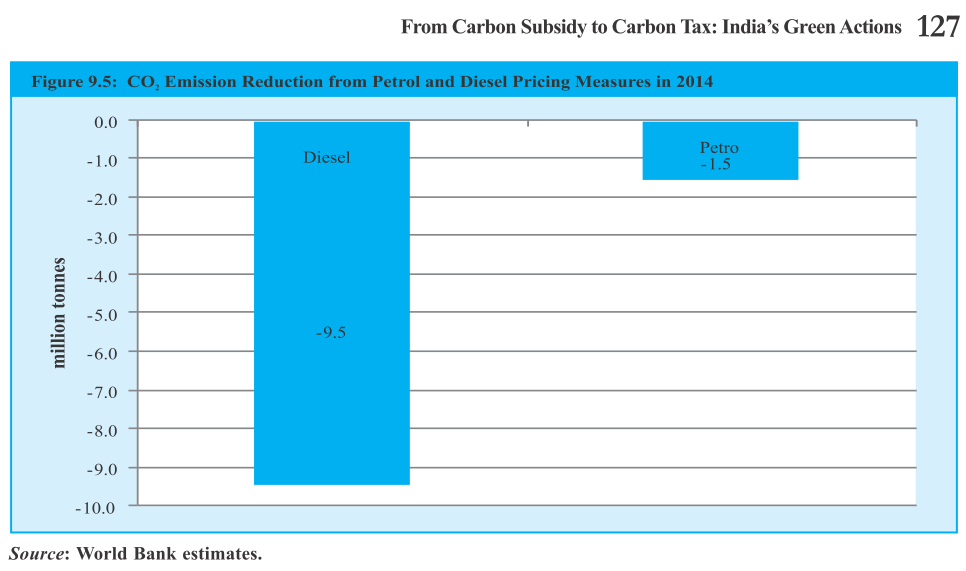 From Carbon Subsidy to Carbon Tax: India’s Green Actions 127
Figure 9.5: CO₂ Emission Reduction from Petrol and Diesel Pricing Measures in 2014
0.0
-1.0
-2.0
-3.0
-4.0
-5.0
-6.0
-7.0
-8.0
-9.0
-10.0
million tonnes
Diesel
-9.5
Petro
-1.5
Source: World Bank estimates.